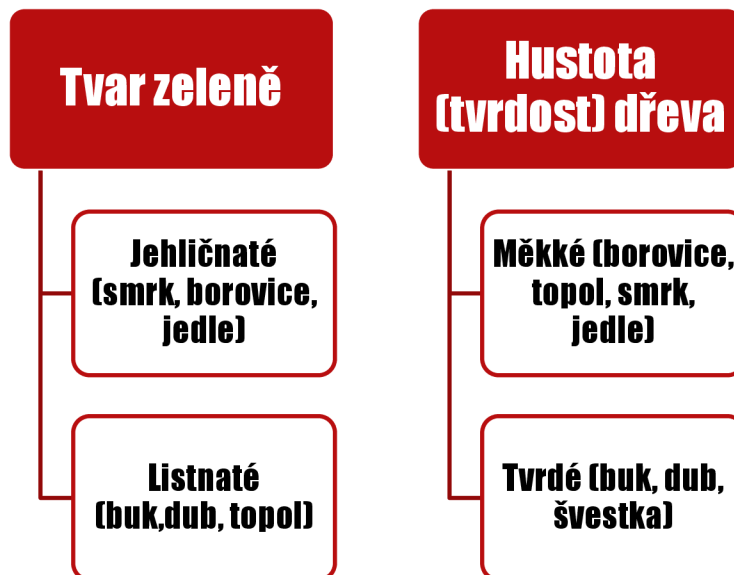 Tvar zeleně
Jehličnaté
(smrk, borovice,
jedle)
Listnaté
(buk,dub, topol)
Hustota
(tvrdost) dřeva
Měkké (borovice,
topol, smrk,
jedle)
Tvrdé (buk, dub,
švestka)